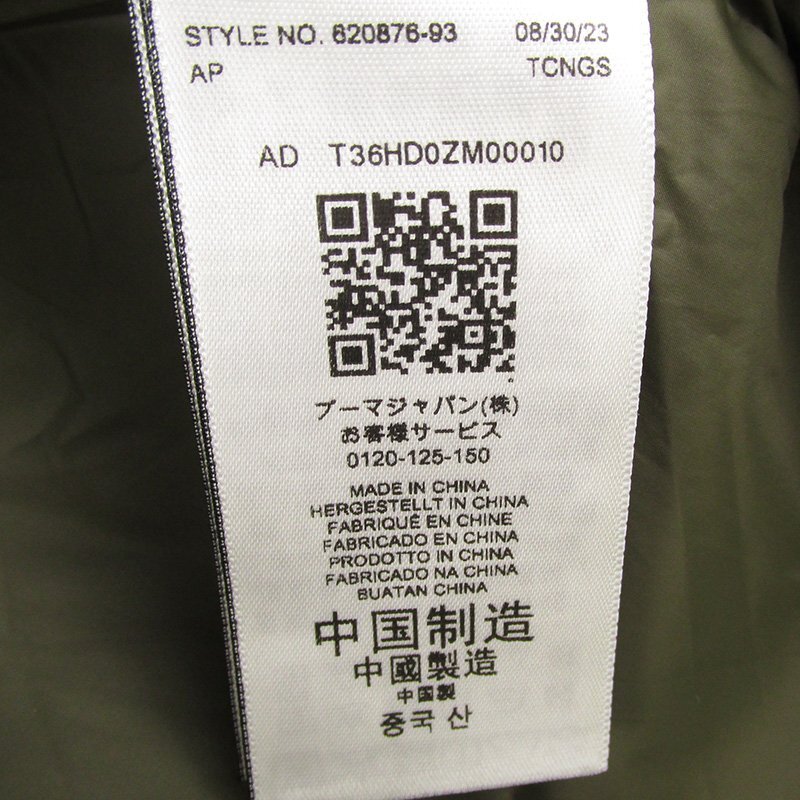 STYLE NO. 620876-93 08/30/23
AP TCNGS
AD T36HD0ZM00010
プーマジャパン(株)
お客様サービス
0120-125-150
MADE IN CHINA
HERGESTELLT IN CHINA
FABRIQUÉ EN CHINE
FABRICADO EN CHINA
PRODOTTO IN CHINA
FABRICADO NA CHINA
BUATAN CHINA
中国制造
中國製造
中国製
중국 산